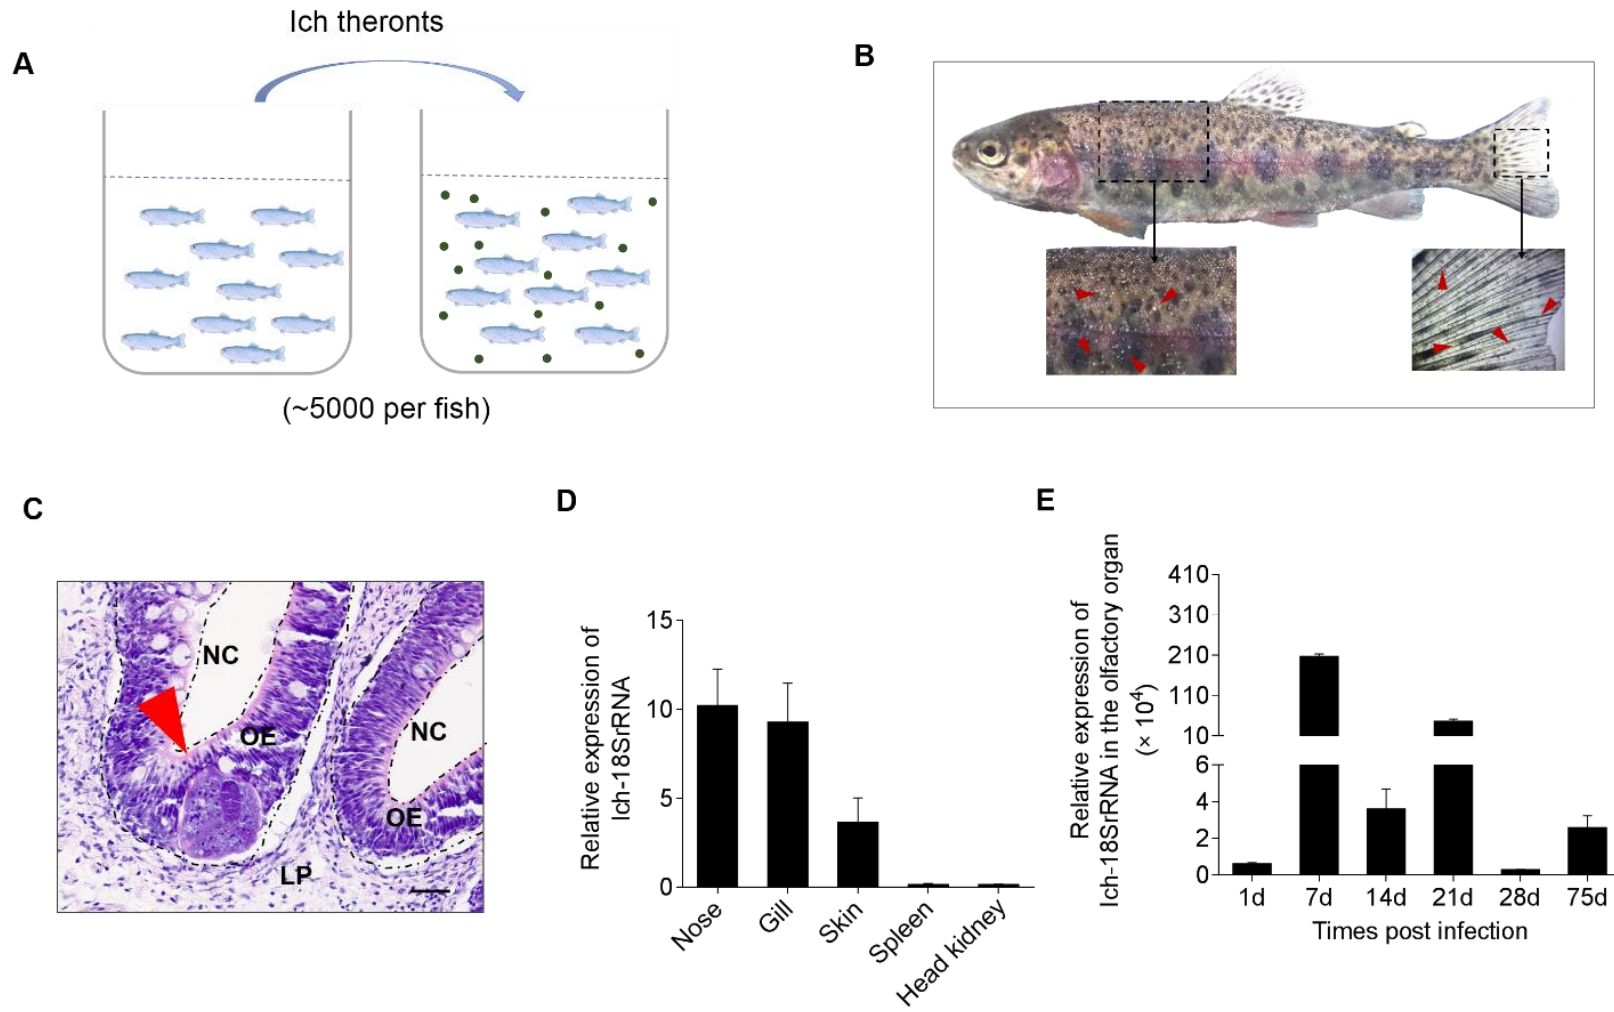 Ich theronts
A
(~5000 per fish)
B
C
NC
OE
NC
OE
LP
D
Relative expression of
Ich-18SrRNA
15
10
5
0
Nose
Gill
Skin
Spleen
Head kidney
E
Relative expression of
Ich-18SrRNA in the olfactory organ
(× 10⁴)
410
310
210
110
10
6
4
2
0
1d 7d 14d 21d 28d 75d
Times post infection